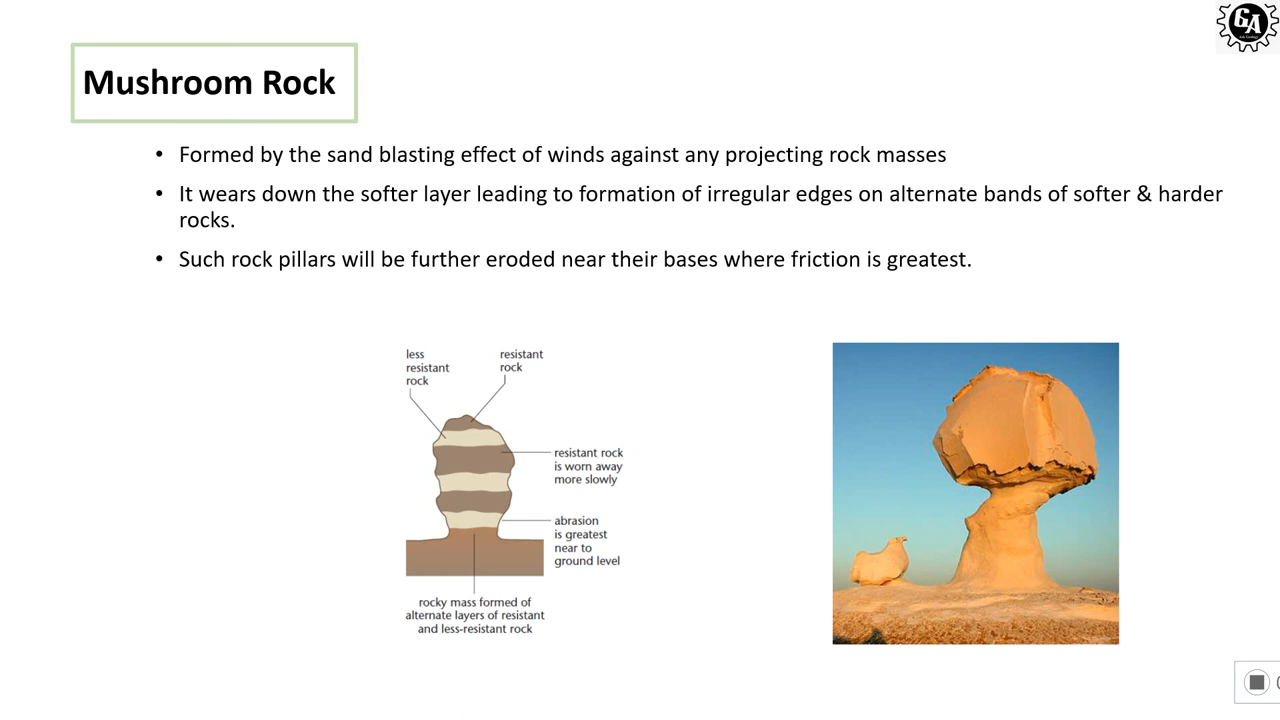 GA
Mushroom Rock
• Formed by the sand blasting effect of winds against any projecting rock masses
• It wears down the softer layer leading to formation of irregular edges on alternate bands of softer & harder
rocks.
• Such rock pillars will be further eroded near their bases where friction is greatest.
less
resistant
rock
resistant
rock
resistant rock
is worn away
more slowly
abrasion
is greatest
near to
ground level
rocky mass formed of
alternate layers of resistant
and less-resistant rock